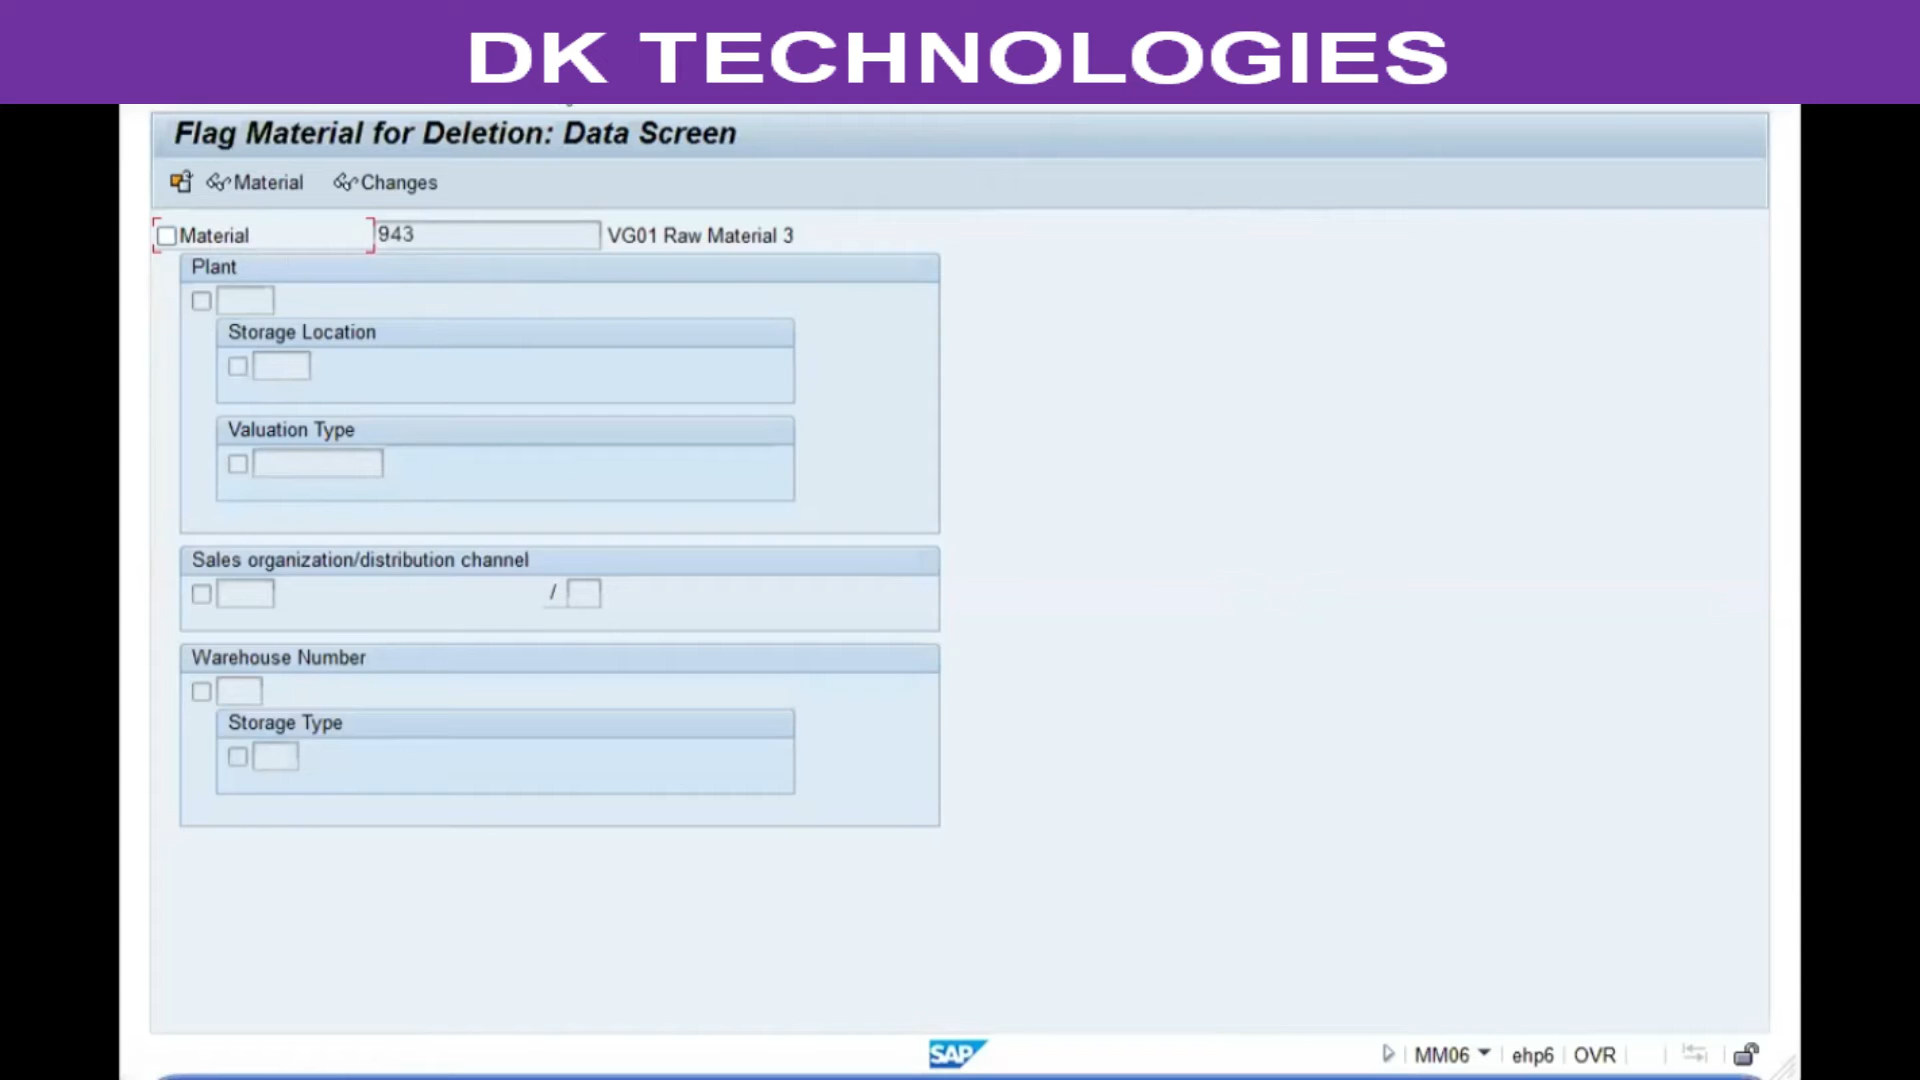 DK TECHNOLOGIES
Flag Material for Deletion: Data Screen
Material Changes
Material 943 VG01 Raw Material 3
Plant
Storage Location
Valuation Type
Sales organization/distribution channel
/
Warehouse Number
Storage Type
SAP MM06 ehp6 OVR